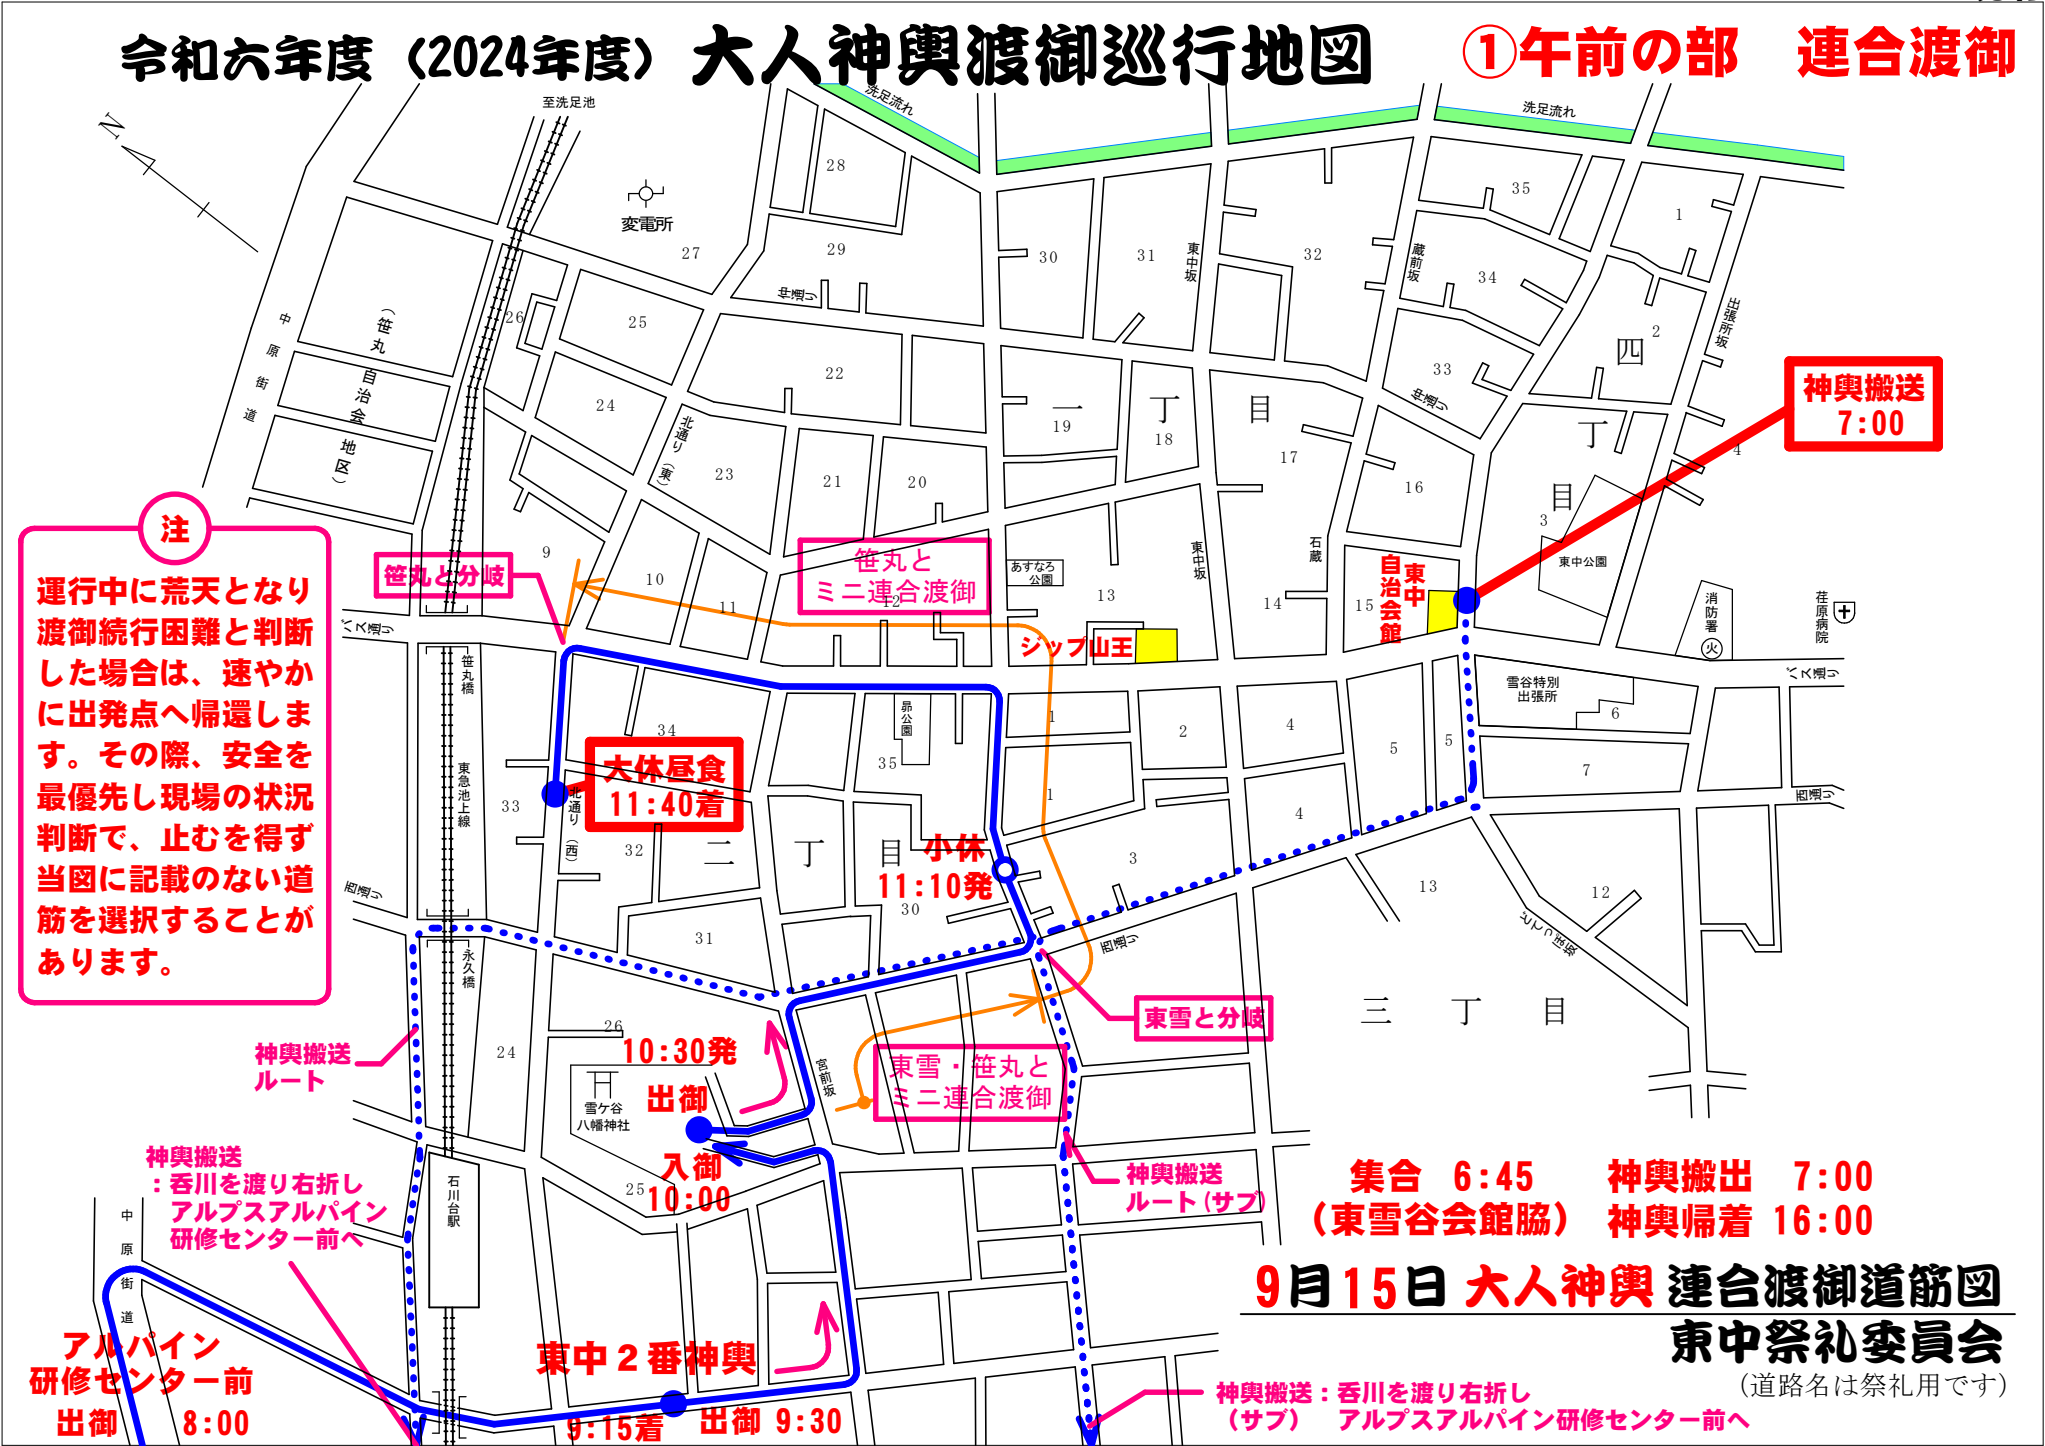 令和六年度（2024年度）大人神輿渡御巡行地図
①午前の部　連合渡御
至洗足池
洗足流れ
洗足流れ
N
変電所
28
27
29
30
31
32
35
1
34
2
33
26
25
22
24
23
21
20
19
18
17
16
3
4
仲通り
仲通り
東中坂
蔵前坂
出張所坂
中原街道
（笹丸
自治会
地区）
北通り（東）
一丁目
四丁目
神輿搬送
7:00
注
運行中に荒天となり
渡御続行困難と判断
した場合は、速やか
に出発点へ帰還しま
す。その際、安全を
最優先し現場の状況
判断で、止むを得ず
当図に記載のない道
筋を選択することが
あります。
笹丸と分岐
笹丸と
ミニ連合渡御
9
10
11
12
13
14
15
あすなろ
公園
東中坂
石蔵
東中
自治会館
東中公園
消防署
火
荏原病院
バス通り
バス通り
ジップ山王
笹丸橋
雪谷特別
出張所
昴公園
34
35
1
1
2
4
5
5
6
7
大休昼食
11:40着
東急池上線
33
32
北通り（西）
二丁目
小休
11:10発
30
3
4
13
12
西通り
西通り
西通り
とてっぽ坂
31
永久橋
三丁目
東雪と分岐
26
24
25
神輿搬送
ルート
10:30発
出御
宮前坂
東雪・笹丸と
ミニ連合渡御
雪ケ谷
八幡神社
入御
10:00
神輿搬送
：呑川を渡り右折し
アルプスアルパイン
研修センター前へ
石川台駅
神輿搬送
ルート(サブ)
集合　6:45　神輿搬出　7:00
（東雪谷会館脇）神輿帰着 16:00
9月15日 大人神輿 連合渡御道筋図
東中祭礼委員会
（道路名は祭礼用です）
中原街道
アルパイン
研修センター前
出御　8:00
東中２番神輿
9:15着　出御 9:30
神輿搬送：呑川を渡り右折し
（サブ）　アルプスアルパイン研修センター前へ